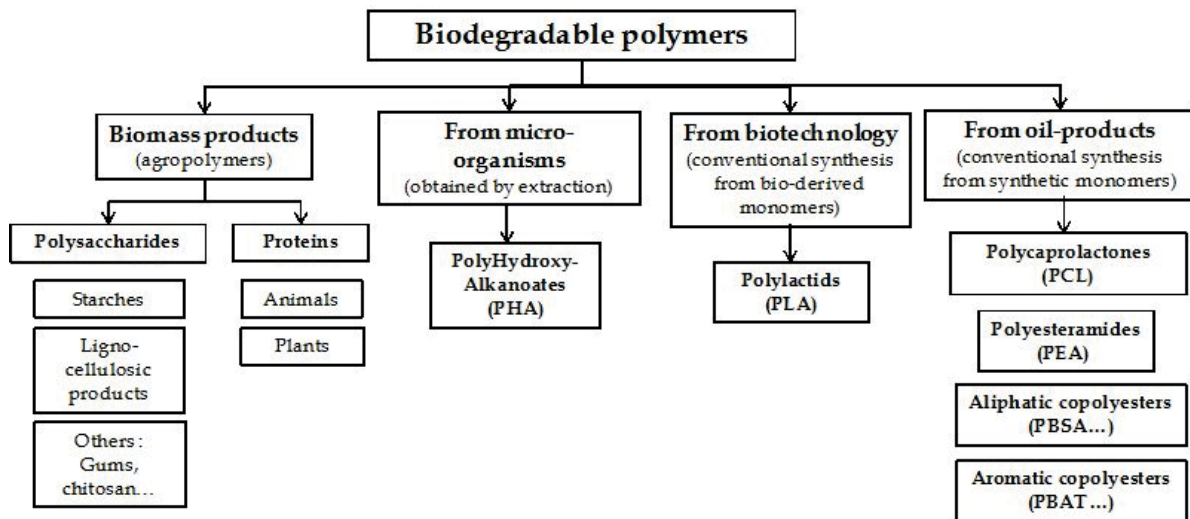 Biodegradable polymers
Biomass products
(agropolymers)
From micro-
organisms
(obtained by extraction)
From biotechnology
(conventional synthesis
from bio-derived
monomers)
From oil-products
(conventional synthesis
from synthetic monomers)
Polysaccharides
Proteins
PolyHydroxy-
Alkanoates
(PHA)
Polylactids
(PLA)
Polycaprolactones
(PCL)
Starches
Animals
Ligno-
cellulosic
products
Plants
Polyesteramides
(PEA)
Others :
Gums,
chitosan...
Aliphatic copolyesters
(PBSA...)
Aromatic copolyesters
(PBAT...)